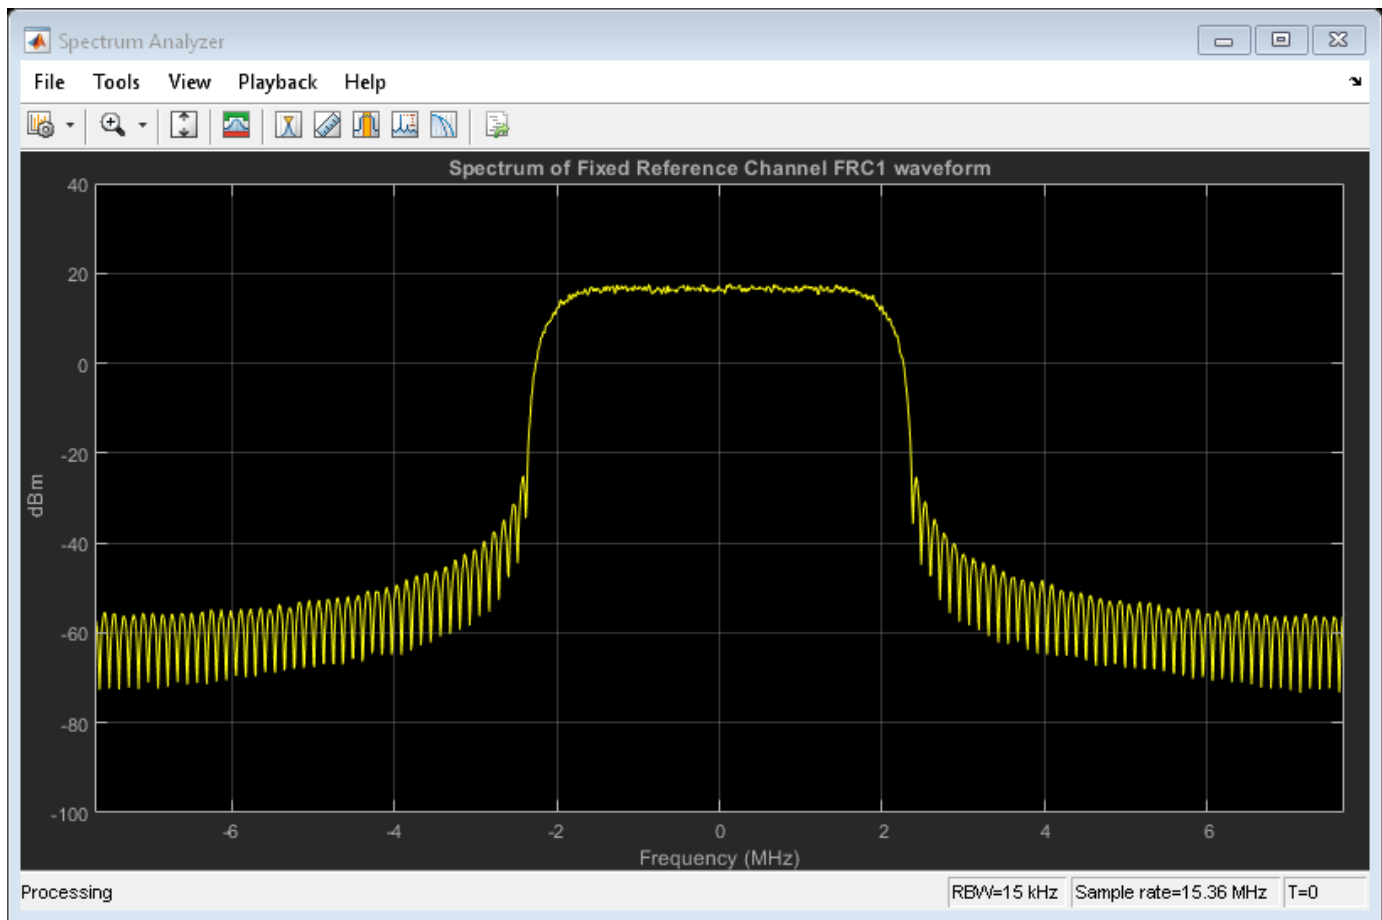 Spectrum Analyzer
File Tools View Playback Help
Spectrum of Fixed Reference Channel FRC1 waveform
40
20
0
-20
-40
-60
-80
-100
dBm
-6 -4 -2 0 2 4 6
Frequency (MHz)
Processing RBW=15 kHz Sample rate=15.36 MHz T=0